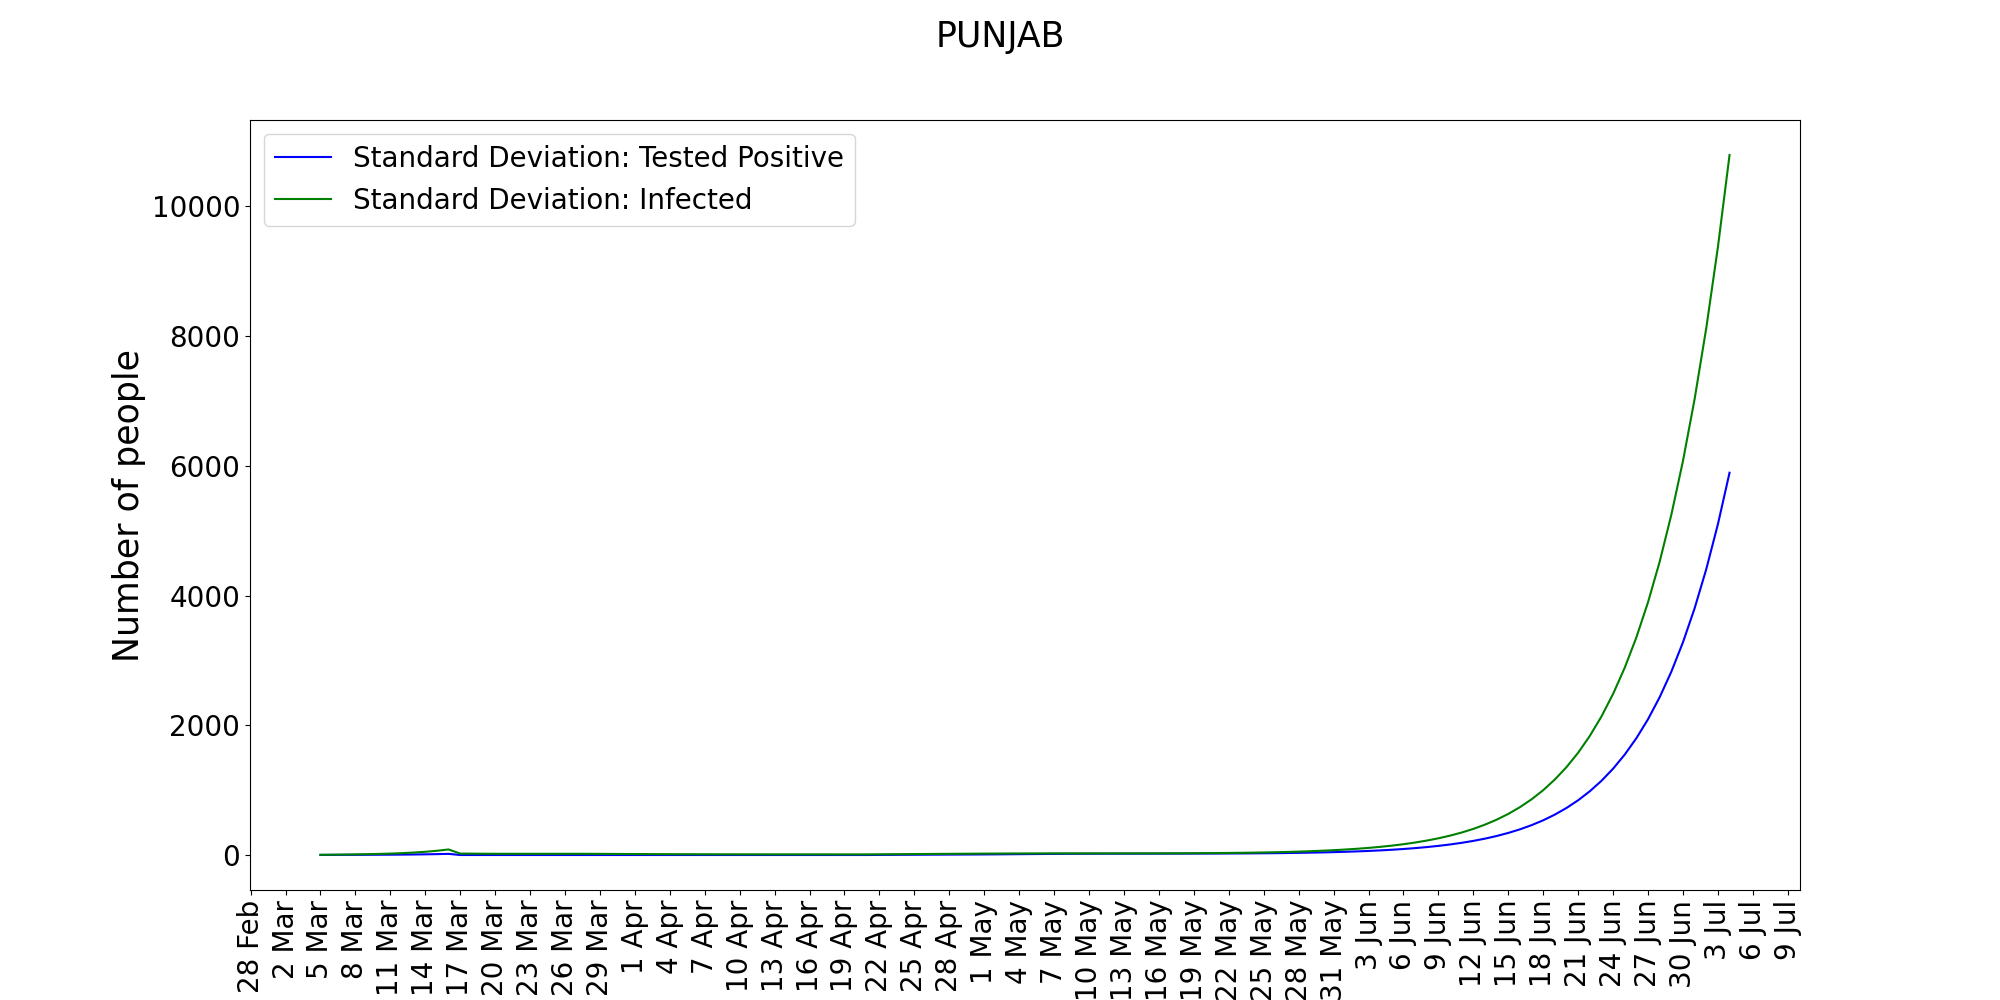 PUNJAB
Standard Deviation: Tested Positive
Standard Deviation: Infected
Number of people
10000
8000
6000
4000
2000
0
28 Feb
2 Mar
5 Mar
8 Mar
11 Mar
14 Mar
17 Mar
20 Mar
23 Mar
26 Mar
29 Mar
1 Apr
4 Apr
7 Apr
10 Apr
13 Apr
16 Apr
19 Apr
22 Apr
25 Apr
28 Apr
1 May
4 May
7 May
10 May
13 May
16 May
19 May
22 May
25 May
28 May
31 May
3 Jun
6 Jun
9 Jun
12 Jun
15 Jun
18 Jun
21 Jun
24 Jun
27 Jun
30 Jun
3 Jul
6 Jul
9 Jul